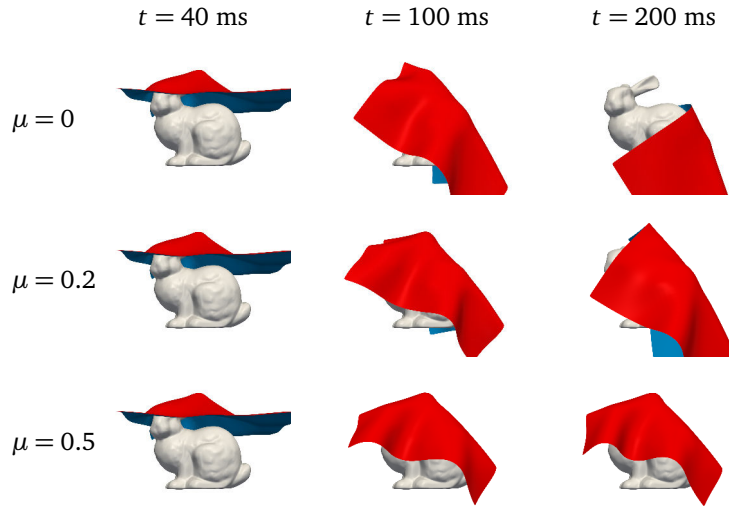 t = 40 ms t = 100 ms t = 200 ms
μ = 0
μ = 0.2
μ = 0.5